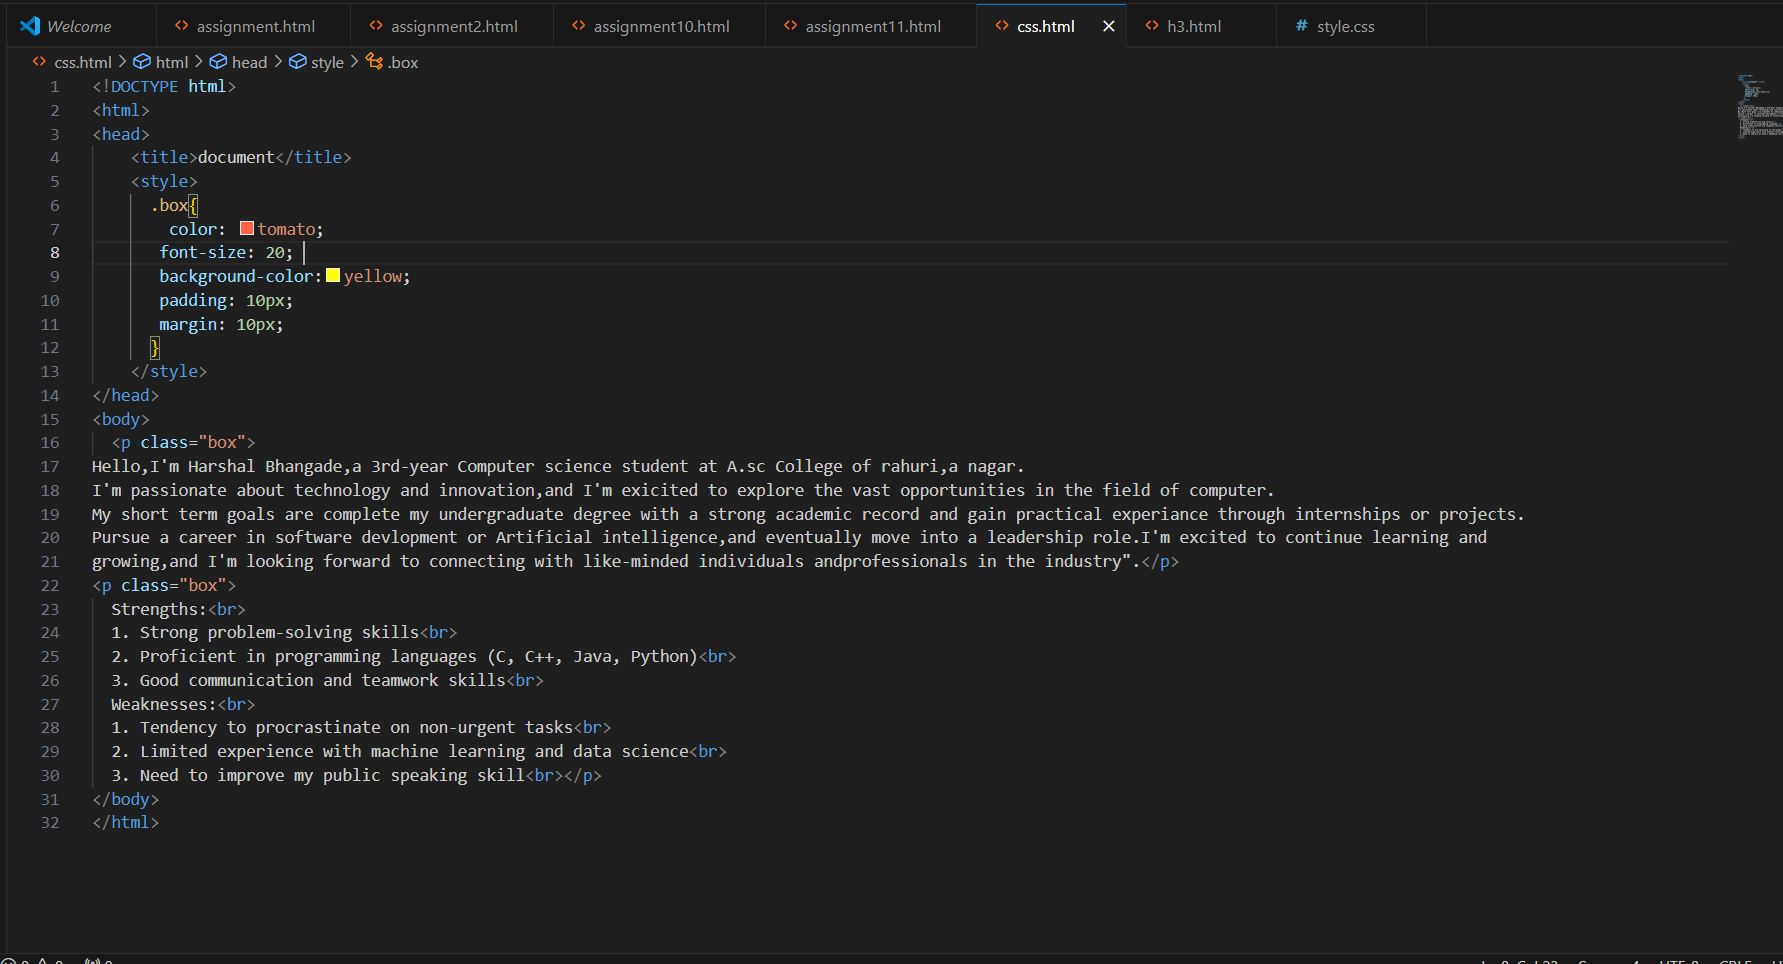 Welcome
assignment.html
assignment2.html
assignment10.html
assignment11.html
css.html
h3.html
# style.css
css.html > html > head > style > .box
1 <!DOCTYPE html>
2 <html>
3 <head>
4 <title>document</title>
5 <style>
6 .box{
7 color: tomato;
8 font-size: 20;
9 background-color: yellow;
10 padding: 10px;
11 margin: 10px;
12 }
13 </style>
14 </head>
15 <body>
16 <p class="box">
17 Hello,I'm Harshal Bhangade,a 3rd-year Computer science student at A.sc College of rahuri,a nagar.
18 I'm passionate about technology and innovation,and I'm exicited to explore the vast opportunities in the field of computer.
19 My short term goals are complete my undergraduate degree with a strong academic record and gain practical experiance through internships or projects.
20 Pursue a career in software devlopment or Artificial intelligence,and eventually move into a leadership role.I'm excited to continue learning and
21 growing,and I'm looking forward to connecting with like-minded individuals andprofessionals in the industry".</p>
22 <p class="box">
23 Strengths:<br>
24 1. Strong problem-solving skills<br>
25 2. Proficient in programming languages (C, C++, Java, Python)<br>
26 3. Good communication and teamwork skills<br>
27 Weaknesses:<br>
28 1. Tendency to procrastinate on non-urgent tasks<br>
29 2. Limited experience with machine learning and data science<br>
30 3. Need to improve my public speaking skill<br></p>
31 </body>
32 </html>